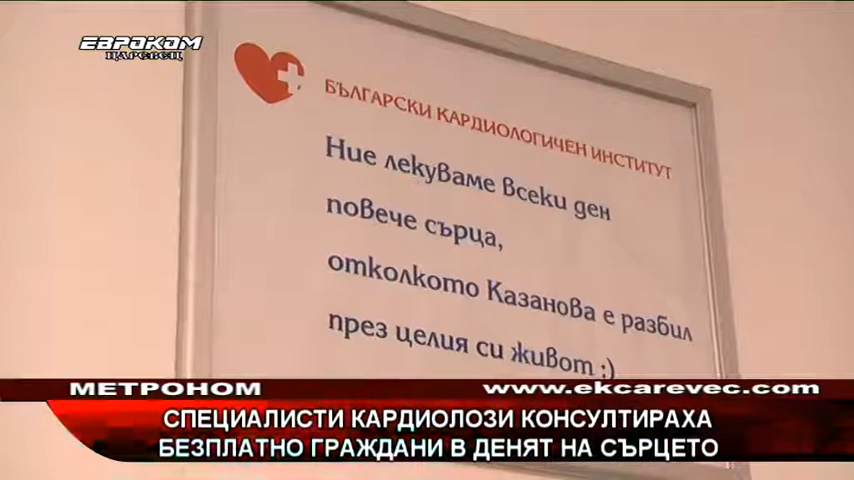 ЕВРОКОМ
ЦАРЕВЕЦ
БЪЛГАРСКИ КАРДИОЛОГИЧЕН ИНСТИТУТ
Ние лекуваме всеки ден
повече сърца,
отколкото Казанова е разбил
през целия си живот :)
МЕТРОНОМ
www.ekcarevec.com
СПЕЦИАЛИСТИ КАРДИОЛОЗИ КОНСУЛТИРАХА
БЕЗПЛАТНО ГРАЖДАНИ В ДЕНЯТ НА СЪРЦЕТО